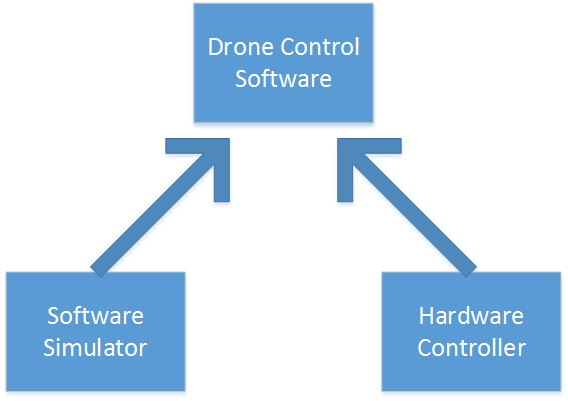 Drone Control
Software
Software
Simulator
Hardware
Controller